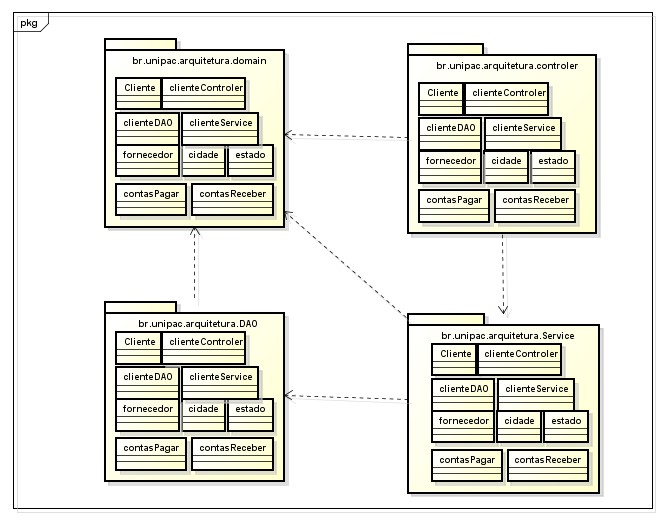 pkg
br.unipac.arquitetura.domain
Cliente clienteControler
clienteDAO clienteService
fornecedor cidade estado
contasPagar contasReceber
br.unipac.arquitetura.controler
Cliente clienteControler
clienteDAO clienteService
fornecedor cidade estado
contasPagar contasReceber
br.unipac.arquitetura.DAO
Cliente clienteControler
clienteDAO clienteService
fornecedor cidade estado
contasPagar contasReceber
br.unipac.arquitetura.Service
Cliente clienteControler
clienteDAO clienteService
fornecedor cidade estado
contasPagar contasReceber